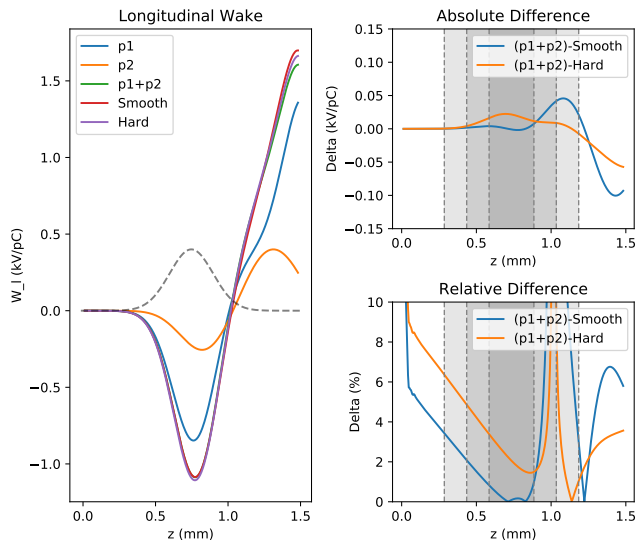 Longitudinal Wake
p1
p2
p1+p2
Smooth
Hard
1.5
1.0
0.5
0.0
−0.5
−1.0
W_l (kV/pC)
0.0 0.5 1.0 1.5
z (mm)
Absolute Difference
(p1+p2)-Smooth
(p1+p2)-Hard
0.15
0.10
0.05
0.00
−0.05
−0.10
−0.15
Delta (kV/pC)
0.0 0.5 1.0 1.5
z (mm)
Relative Difference
(p1+p2)-Smooth
(p1+p2)-Hard
10
8
6
4
2
0
Delta (%)
0.0 0.5 1.0 1.5
z (mm)